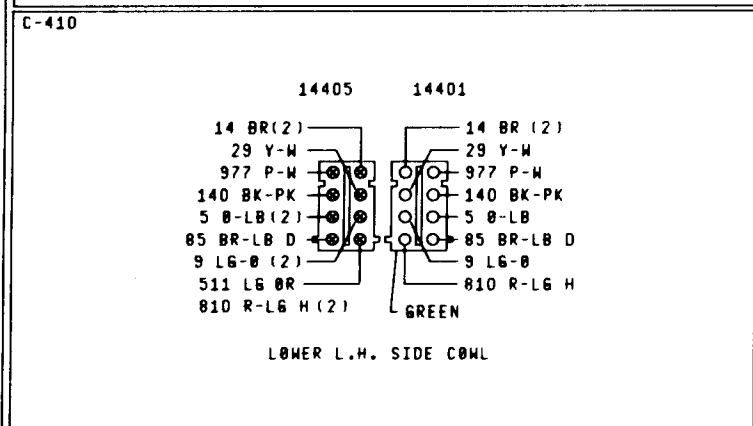 C-410
14405 14401
14 BR(2)
29 Y-W
977 P-W
140 BK-PK
5 O-LB(2)
85 BR-LB D
9 LG-O (2)
511 LG OR
810 R-LG H(2)
14 BR (2)
29 Y-W
977 P-W
140 BK-PK
5 O-LB
85 BR-LB D
9 LG-O
810 R-LG H
GREEN
LOWER L.H. SIDE COWL